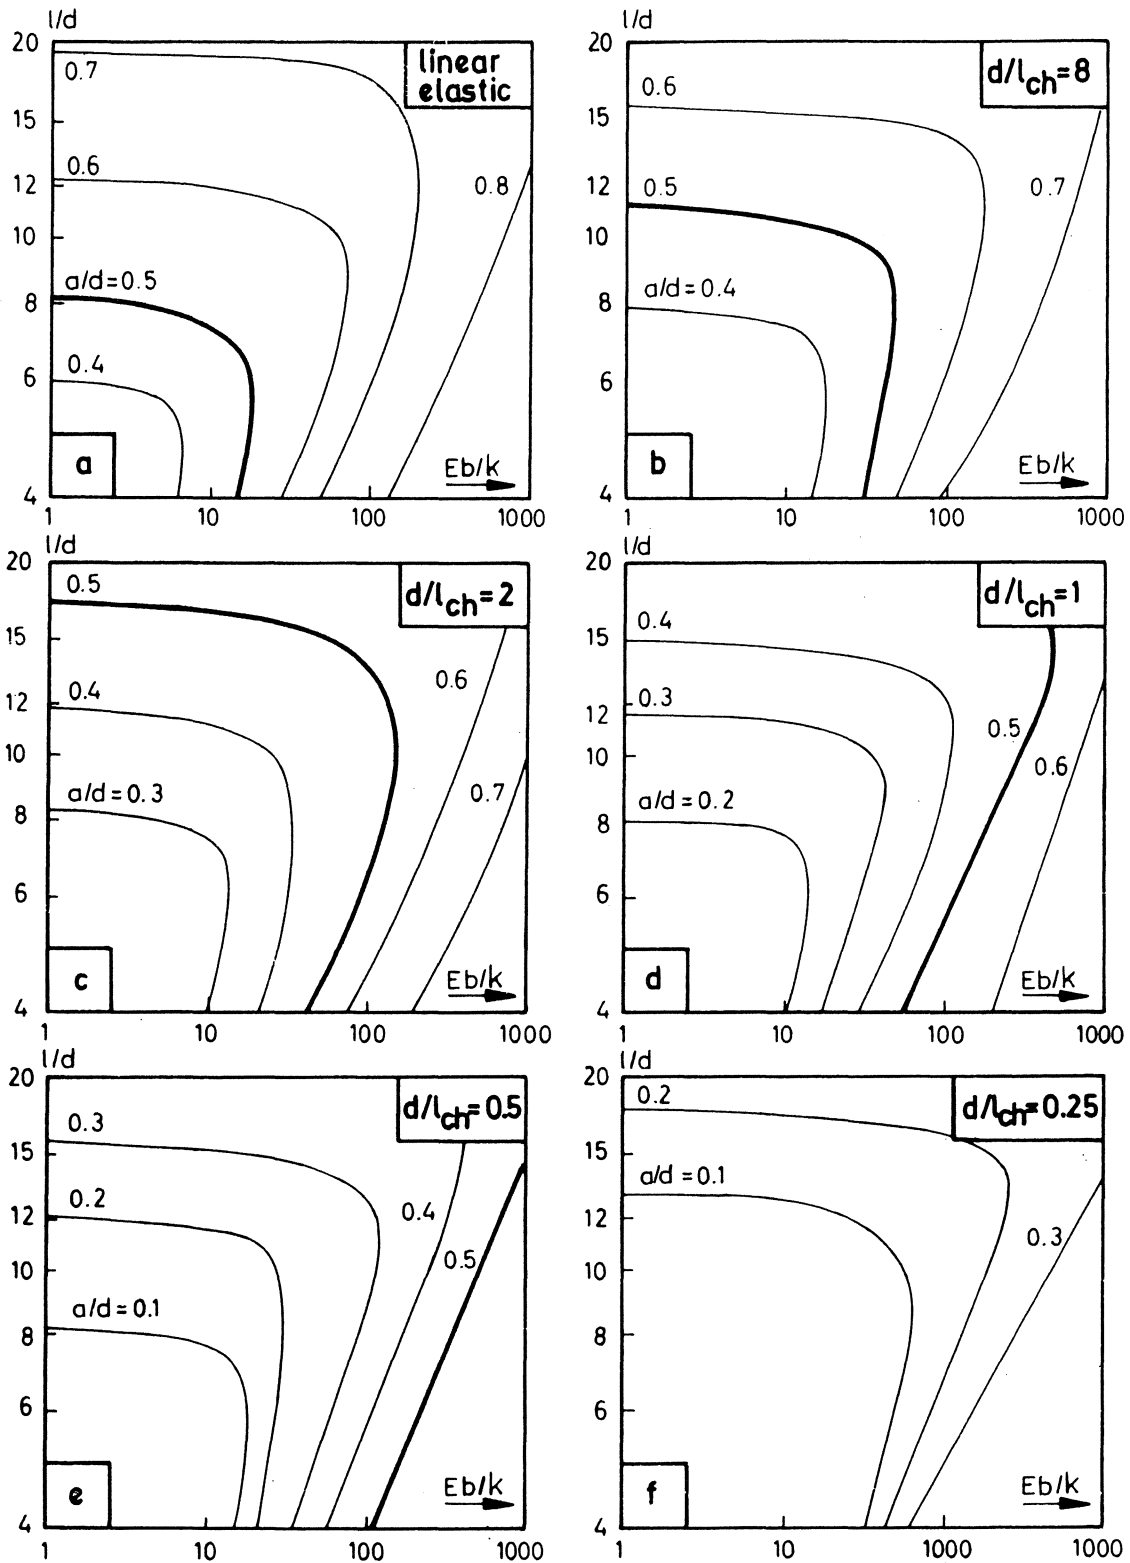 l/d
20
15
12
10
8
6
4
linear
elastic
0.7
0.6
0.8
a/d=0.5
0.4
a
Eb/k
1 10 100 1000
l/d
20
15
12
10
8
6
4
d/lch=8
0.6
0.5
0.7
a/d=0.4
b
Eb/k
1 10 100 1000
l/d
20
15
12
10
8
6
4
d/lch=2
0.5
0.6
0.4
a/d=0.3
0.7
c
Eb/k
1 10 100 1000
l/d
20
15
12
10
8
6
4
d/lch=1
0.4
0.3
0.5
0.6
a/d=0.2
d
Eb/k
1 10 100 1000
l/d
20
15
12
10
8
6
4
d/lch=0.5
0.3
0.2
0.4
0.5
a/d=0.1
e
Eb/k
1 10 100 1000
l/d
20
15
12
10
8
6
4
d/lch=0.25
0.2
a/d=0.1
0.3
f
Eb/k
1 10 100 1000